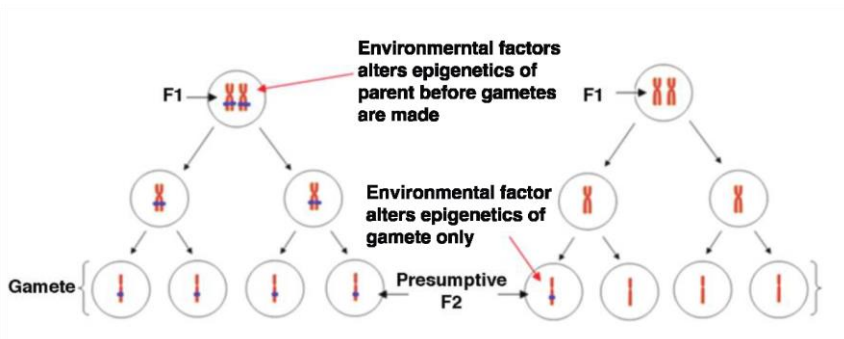 Environmerntal factors
alters epigenetics of
parent before gametes
are made
F1
F1
Environmental factor
alters epigenetics of
gamete only
Gamete
Presumptive
F2